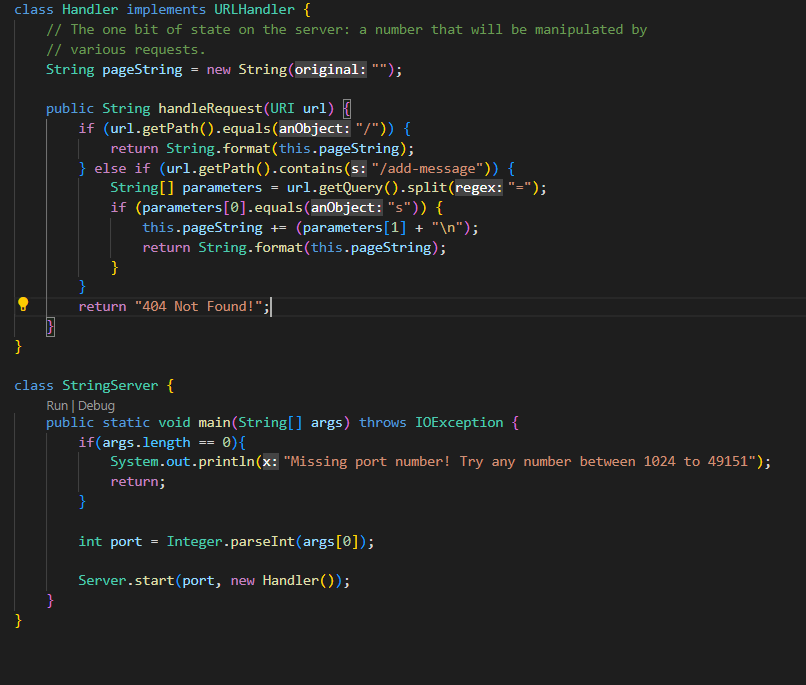 class Handler implements URLHandler {
    // The one bit of state on the server: a number that will be manipulated by
    // various requests.
    String pageString = new String(original: "");

    public String handleRequest(URI url) {
        if (url.getPath().equals(anObject: "/")) {
            return String.format(this.pageString);
        } else if (url.getPath().contains(s: "/add-message")) {
            String[] parameters = url.getQuery().split(regex: "=");
            if (parameters[0].equals(anObject: "s")) {
                this.pageString += (parameters[1] + "\n");
                return String.format(this.pageString);
            }
        }
        return "404 Not Found!";
    }
}

class StringServer {
    Run | Debug
    public static void main(String[] args) throws IOException {
        if(args.length == 0){
            System.out.println(x: "Missing port number! Try any number between 1024 to 49151");
            return;
        }

        int port = Integer.parseInt(args[0]);

        Server.start(port, new Handler());
    }
}